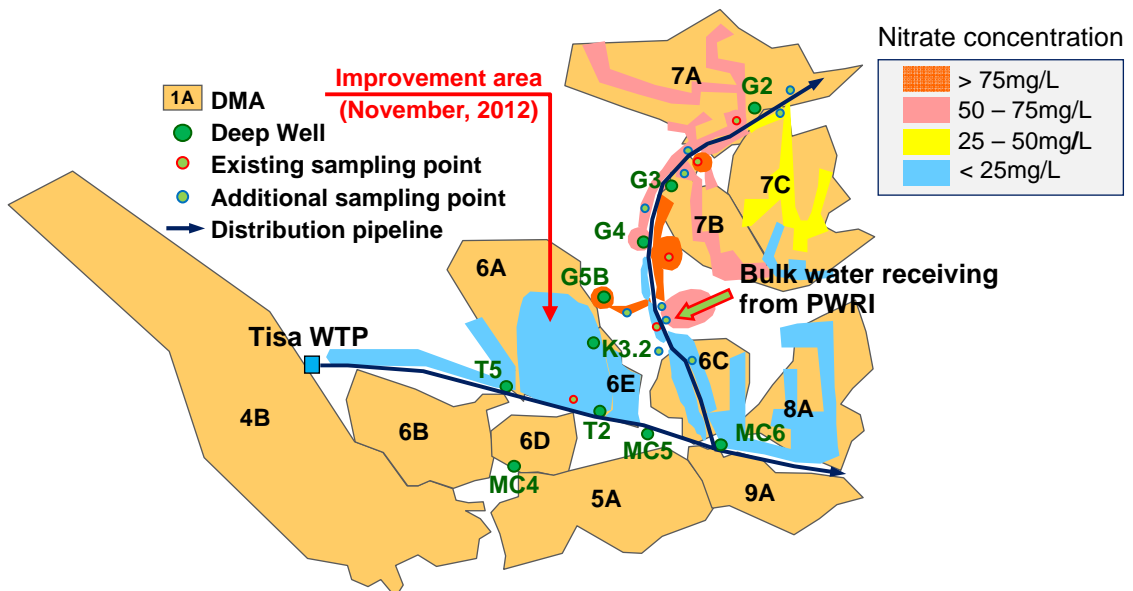 Nitrate concentration
> 75mg/L
50 – 75mg/L
25 – 50mg/L
< 25mg/L
Improvement area
(November, 2012)
1A DMA
Deep Well
Existing sampling point
Additional sampling point
Distribution pipeline
7A
G2
7C
G3
7B
G4
6A
G5B
Bulk water receiving
from PWRI
Tisa WTP
K3.2
6C
T5
6E
4B
8A
6B
T2
6D
MC5
MC6
MC4
5A
9A